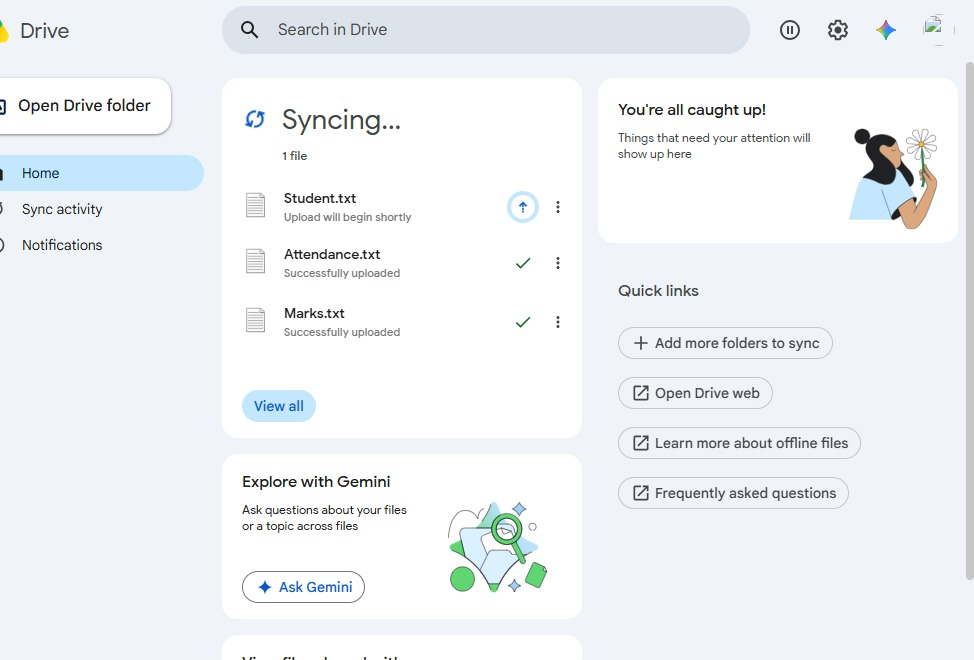 Drive
Search in Drive
Open Drive folder
Home
Sync activity
Notifications
Syncing...
1 file
Student.txt
Upload will begin shortly
Attendance.txt
Successfully uploaded
Marks.txt
Successfully uploaded
View all
You're all caught up!
Things that need your attention will
show up here
Quick links
Add more folders to sync
Open Drive web
Learn more about offline files
Frequently asked questions
Explore with Gemini
Ask questions about your files
or a topic across files
Ask Gemini